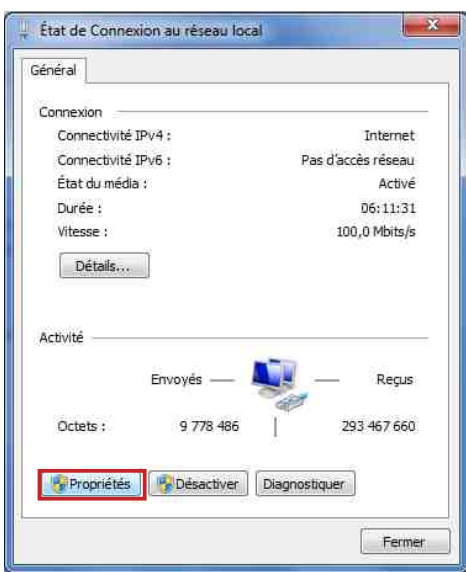 État de Connexion au réseau local
Général
Connexion
Connectivité IPv4 : Internet
Connectivité IPv6 : Pas d'accès réseau
État du média : Activé
Durée : 06:11:31
Vitesse : 100,0 Mbits/s
Détails...
Activité
Envoyés — — Reçus
Octets : 9 778 486 | 293 467 660
Propriétés Désactiver Diagnostiquer
Fermer